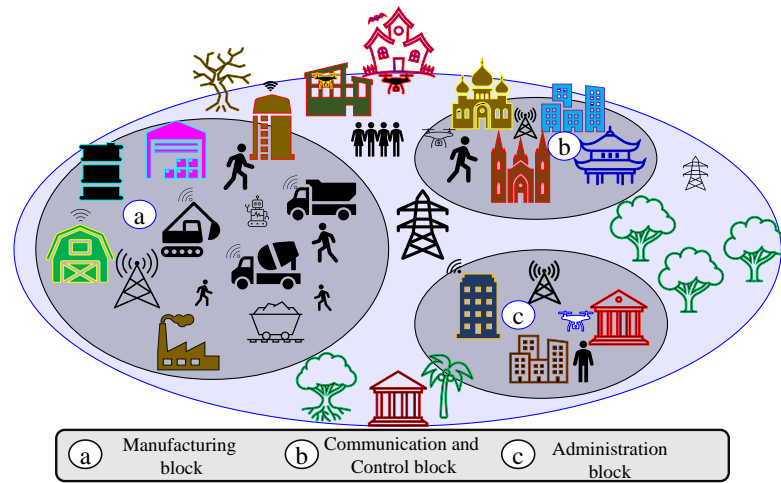 a
b
c
a Manufacturing
block
b Communication and
Control block
c Administration
block